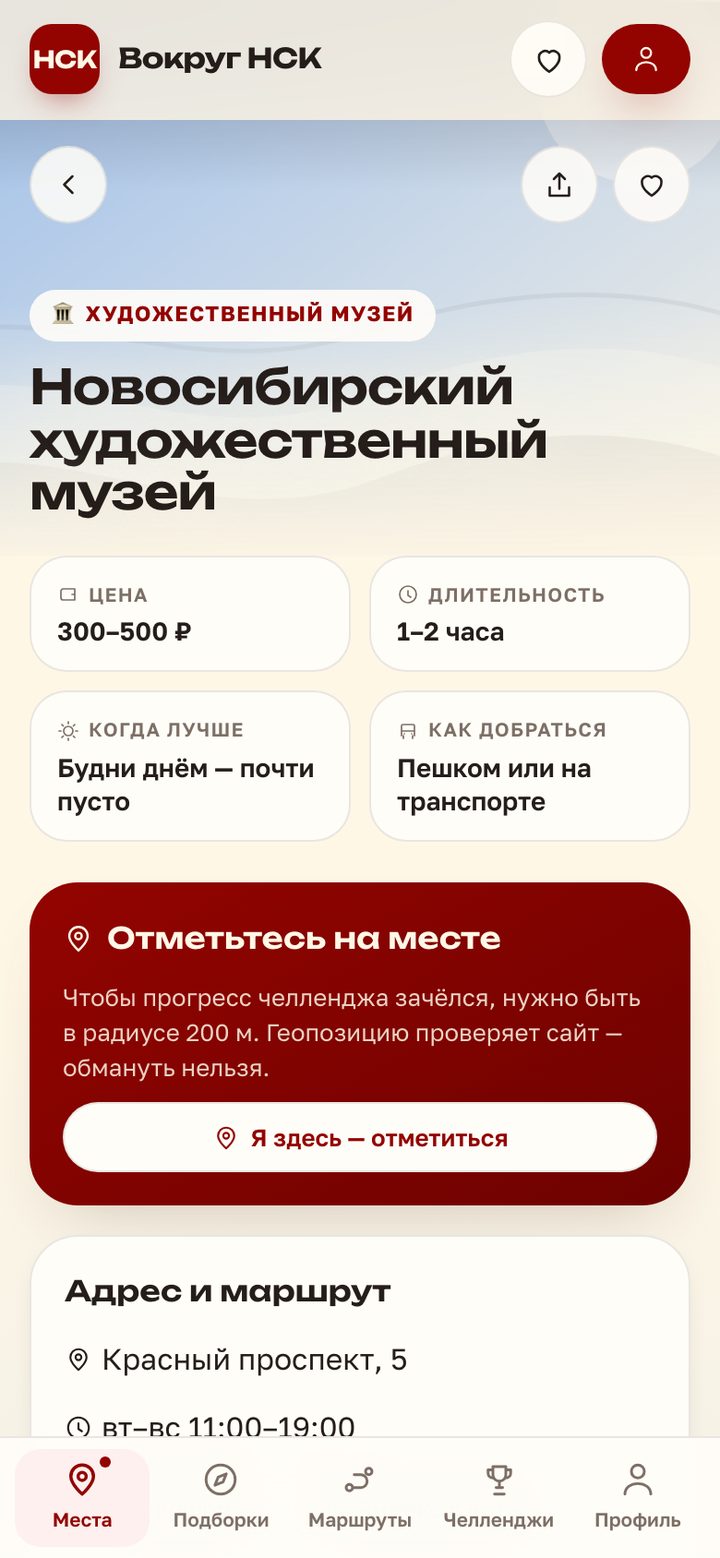 НСК Вокруг НСК
ХУДОЖЕСТВЕННЫЙ МУЗЕЙ
Новосибирский
художественный
музей
ЦЕНА
300–500 ₽
ДЛИТЕЛЬНОСТЬ
1–2 часа
КОГДА ЛУЧШЕ
Будни днём — почти
пусто
КАК ДОБРАТЬСЯ
Пешком или на
транспорте
Отметьтесь на месте
Чтобы прогресс челленджа зачёлся, нужно быть
в радиусе 200 м. Геопозицию проверяет сайт —
обмануть нельзя.
Я здесь — отметиться
Адрес и маршрут
Красный проспект, 5
вт–вс 11:00–19:00
Места Подборки Маршруты Челленджи Профиль